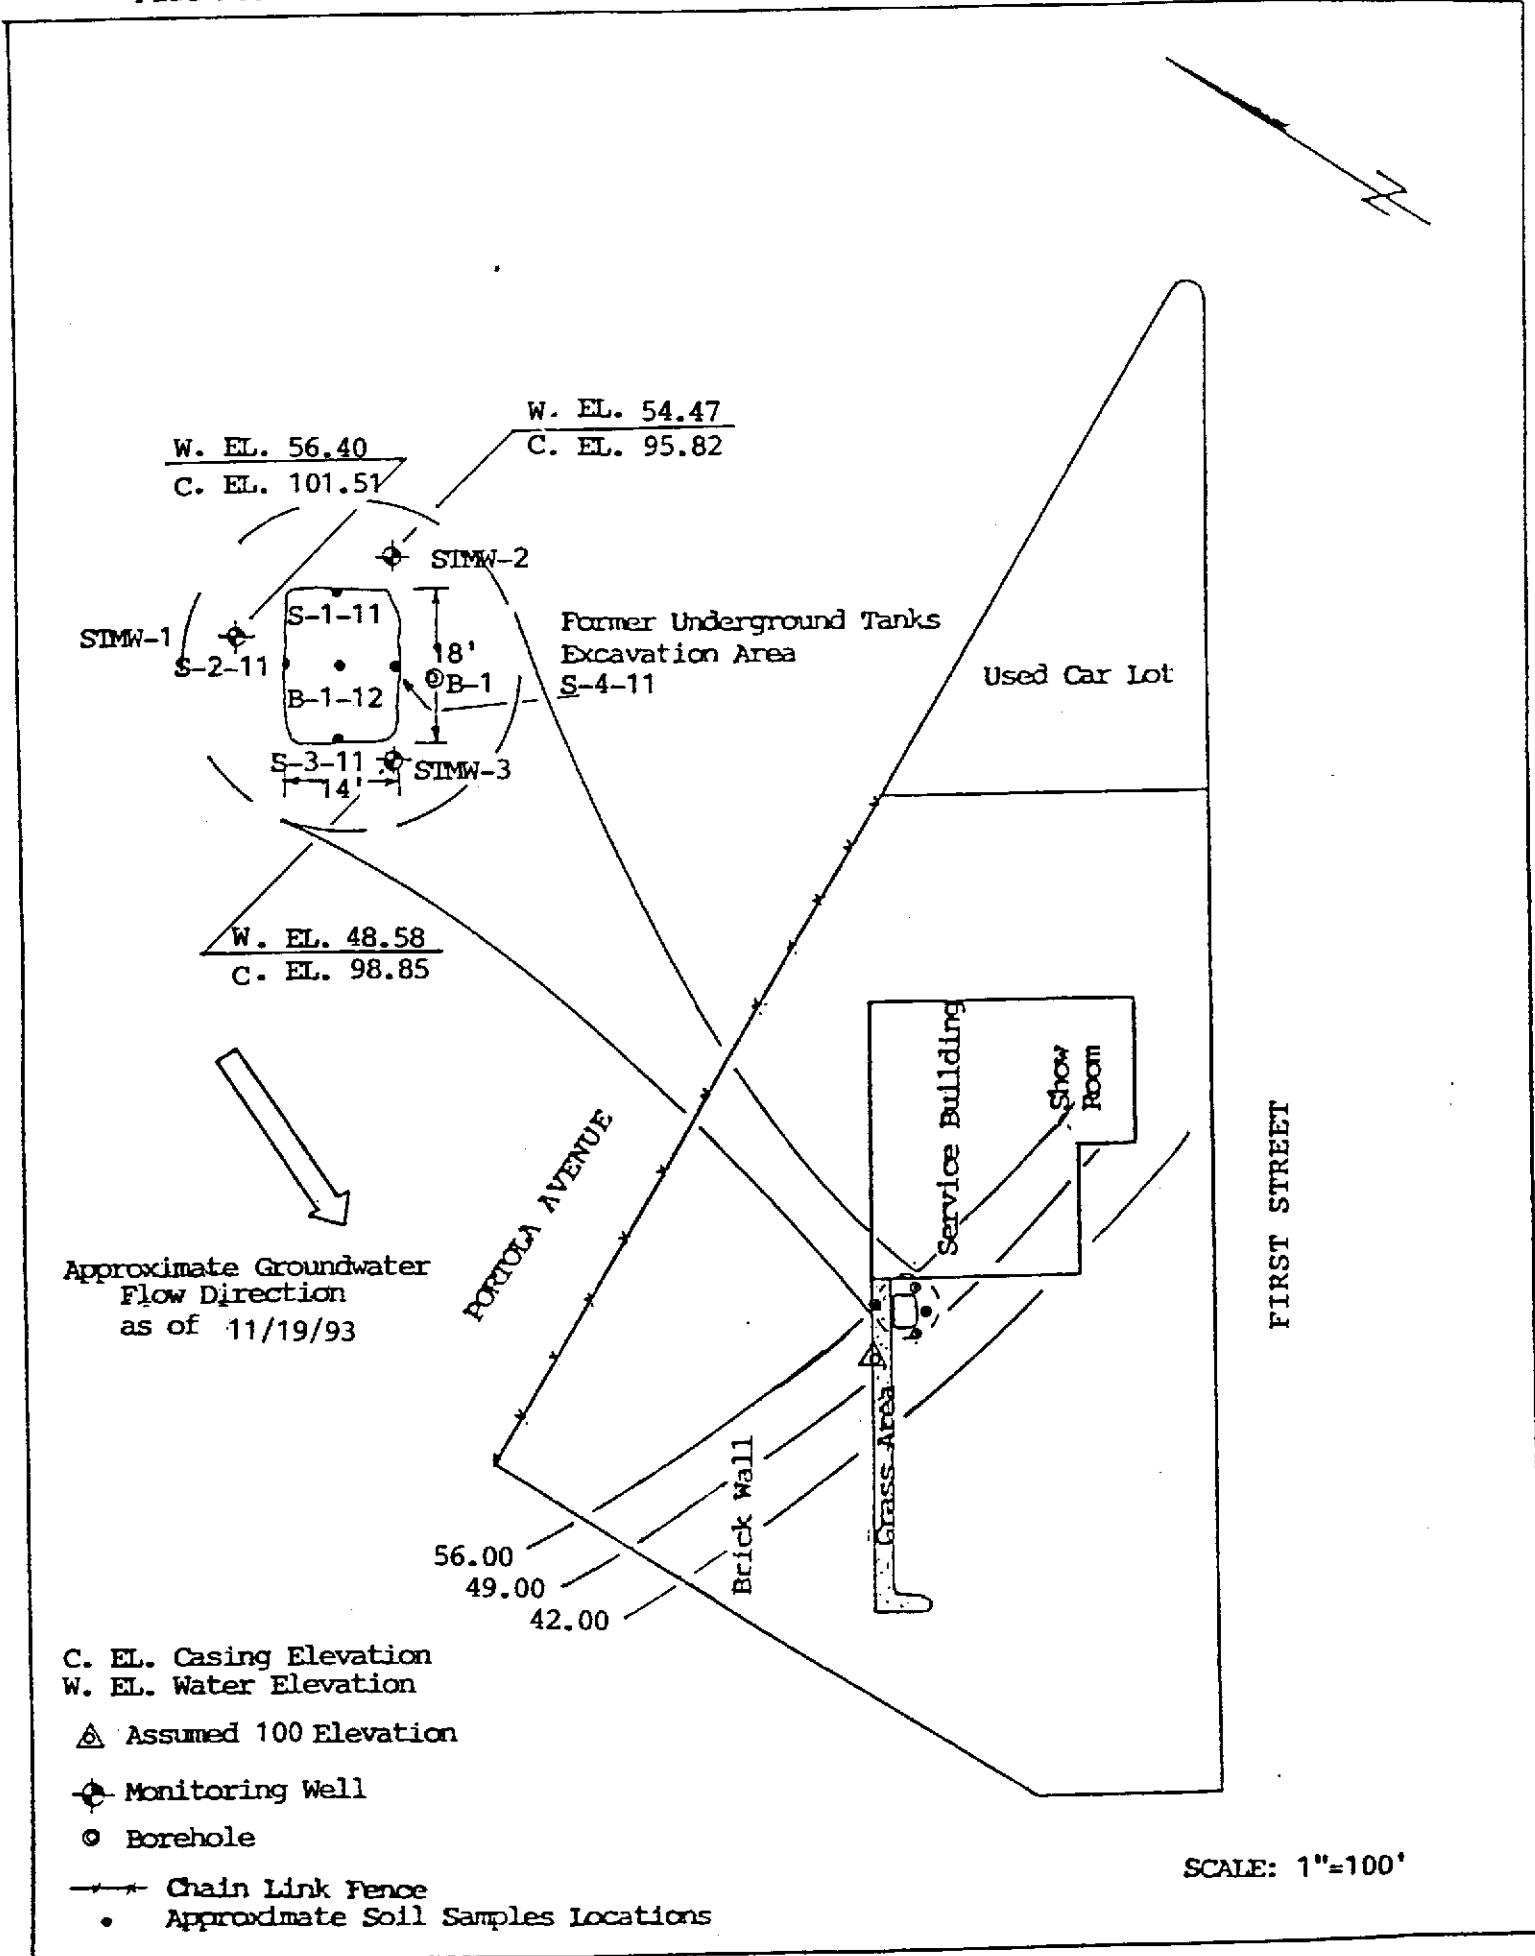 W. EL. 54.47
C. EL. 95.82
W. EL. 56.40
C. EL. 101.51
STMW-2
S-1-11
STMW-1
Former Underground Tanks
Excavation Area
S-4-11
18'
S-2-11
B-1
B-1-12
Used Car Lot
S-3-11
STMW-3
14'
W. EL. 48.58
C. EL. 98.85
Service Building
Show
Room
PORTOLA AVENUE
FIRST STREET
Approximate Groundwater
Flow Direction
as of 11/19/93
Grass Area
Brick Wall
56.00
49.00
42.00
C. EL. Casing Elevation
W. EL. Water Elevation
Assumed 100 Elevation
Monitoring Well
Borehole
Chain Link Fence
Approximate Soil Samples Locations
SCALE: 1"=100'